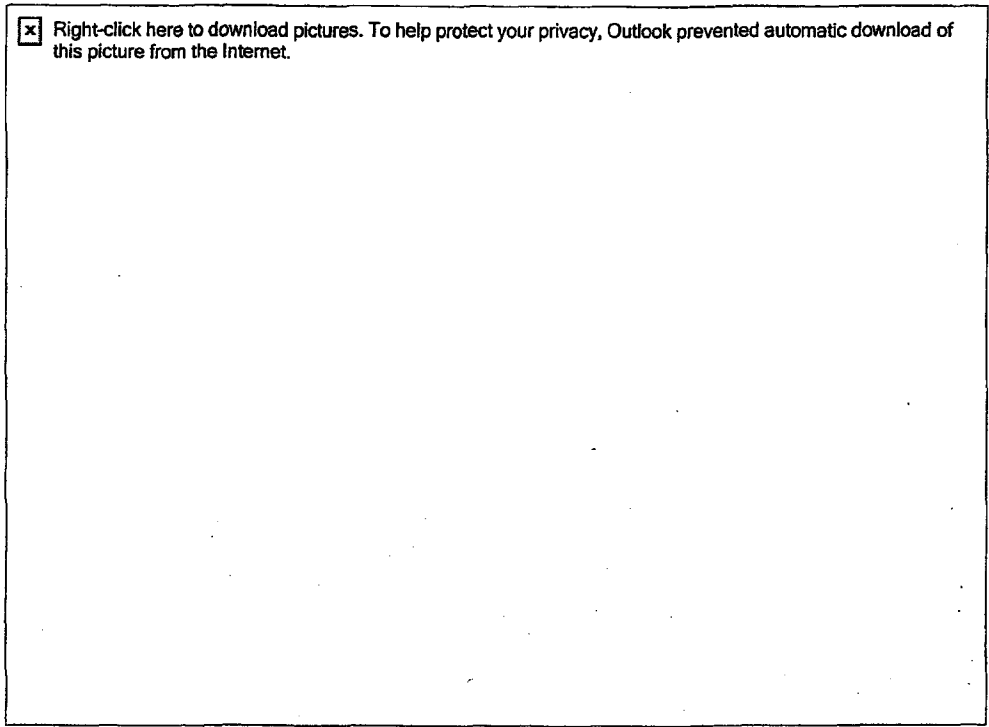 Right-click here to download pictures. To help protect your privacy, Outlook prevented automatic download of
this picture from the Internet.